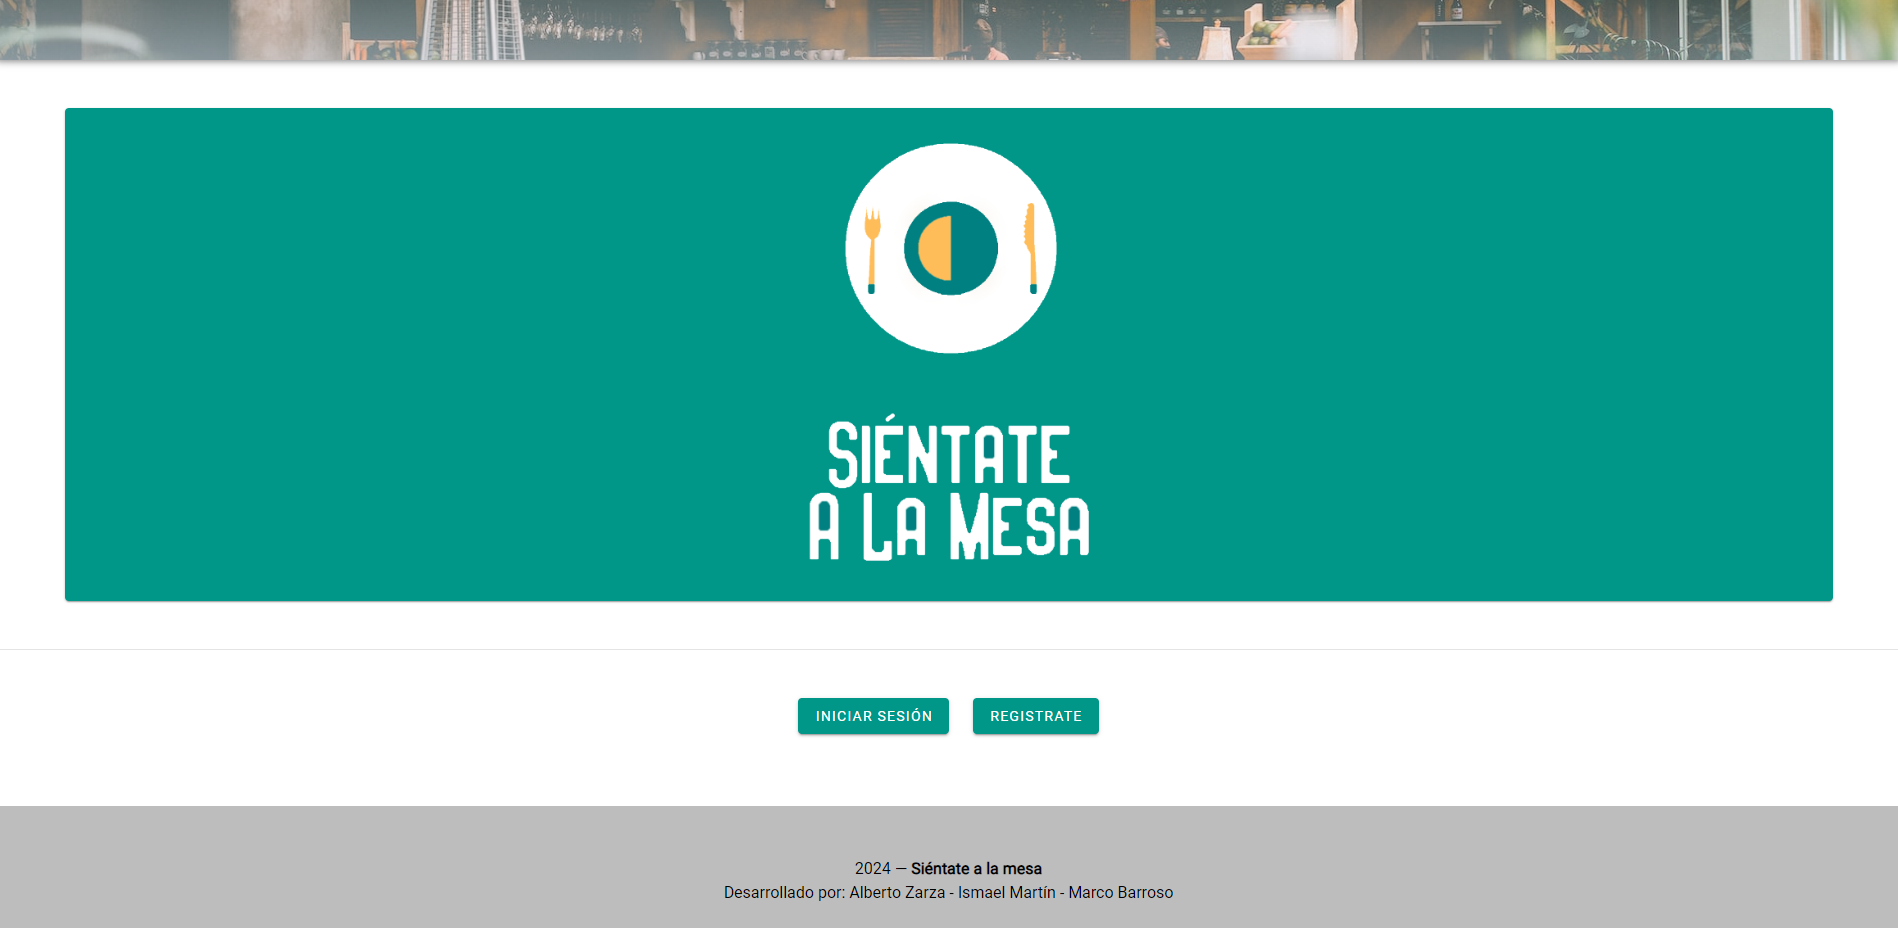 SIÉNTATE
A LA MESA
INICIAR SESIÓN
REGISTRATE
2024 — Siéntate a la mesa
Desarrollado por: Alberto Zarza - Ismael Martín - Marco Barroso